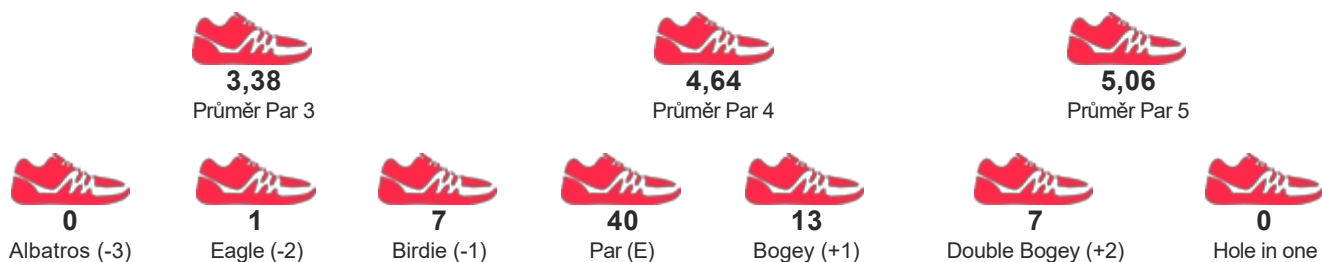 3,38 4,64 5,06
Průměr Par 3 Průměr Par 4 Průměr Par 5
0 1 7 40 13 7 0
Albatros (-3) Eagle (-2) Birdie (-1) Par (E) Bogey (+1) Double Bogey (+2) Hole in one